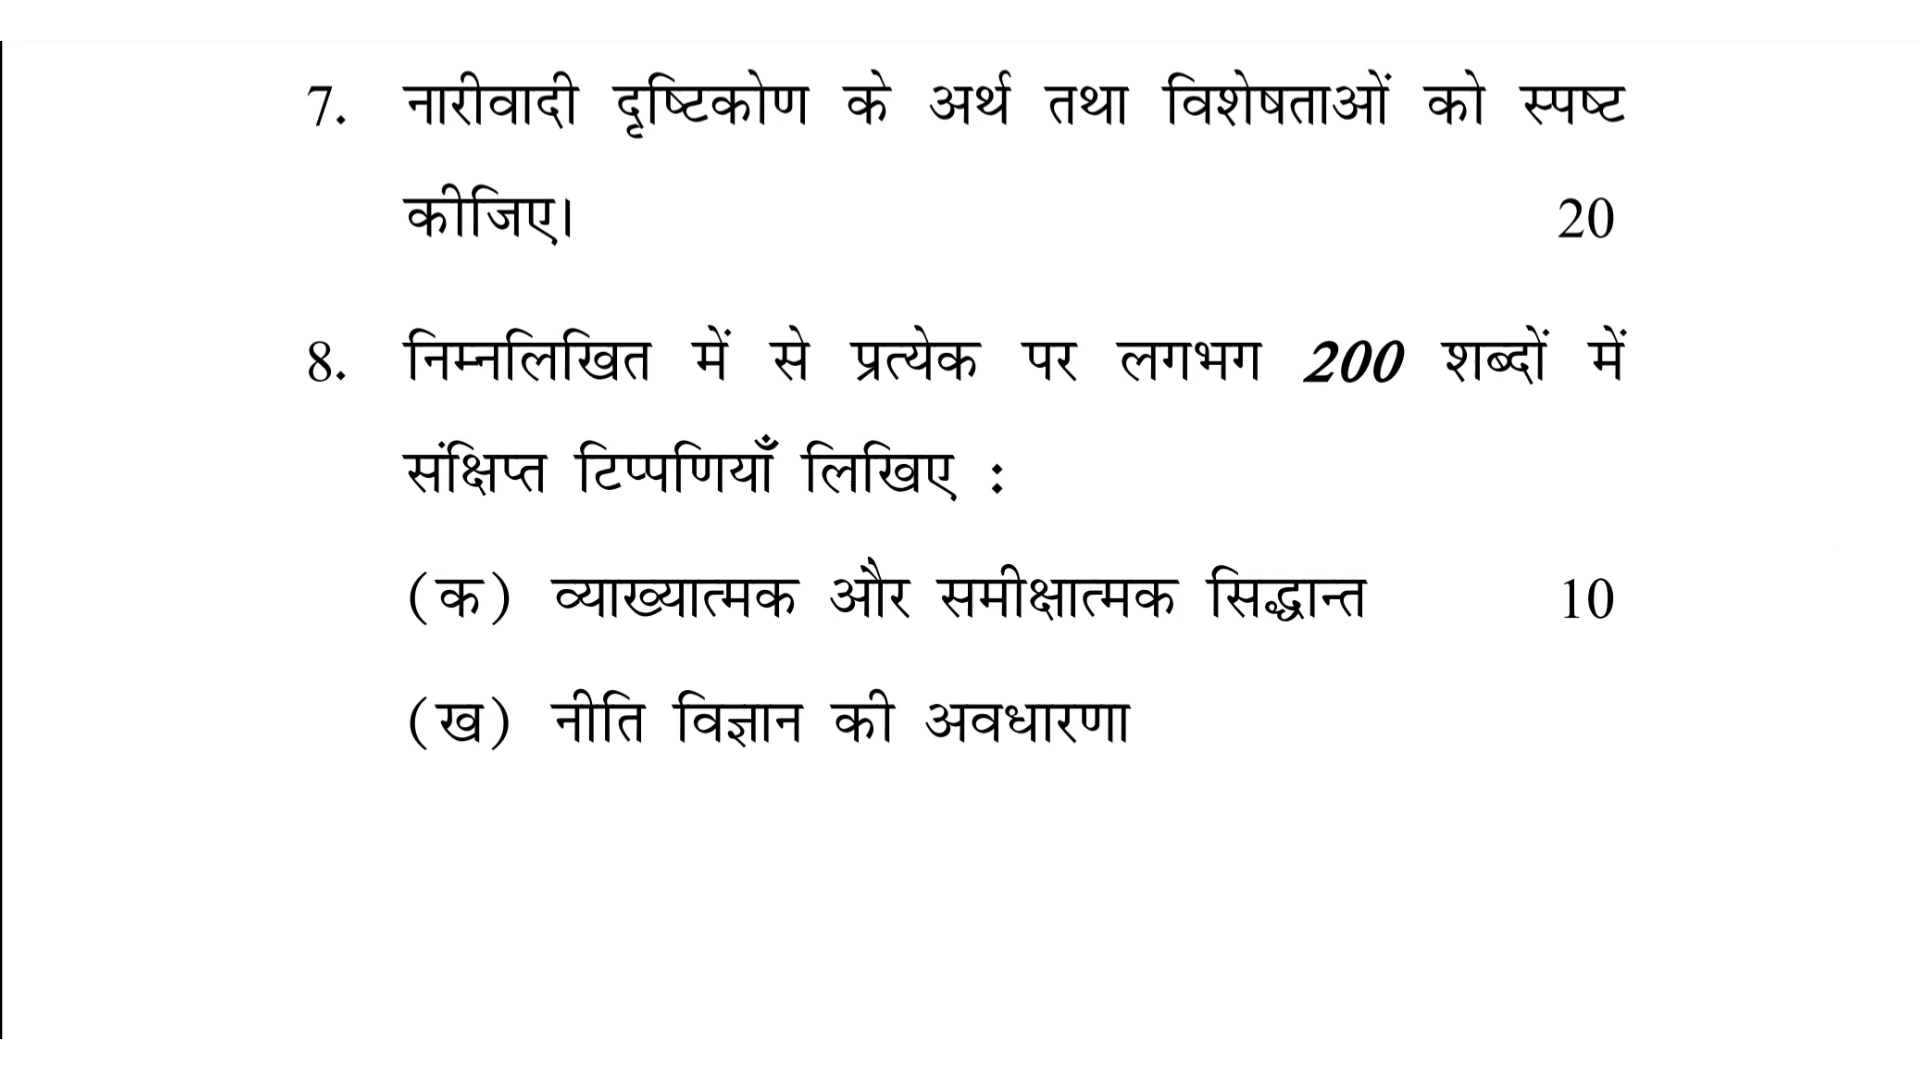 7. नारीवादी दृष्टिकोण के अर्थ तथा विशेषताओं को स्पष्ट
कीजिए। 20
8. निम्नलिखित में से प्रत्येक पर लगभग 200 शब्दों में
संक्षिप्त टिप्पणियाँ लिखिए :
(क) व्याख्यात्मक और समीक्षात्मक सिद्धान्त 10
(ख) नीति विज्ञान की अवधारणा